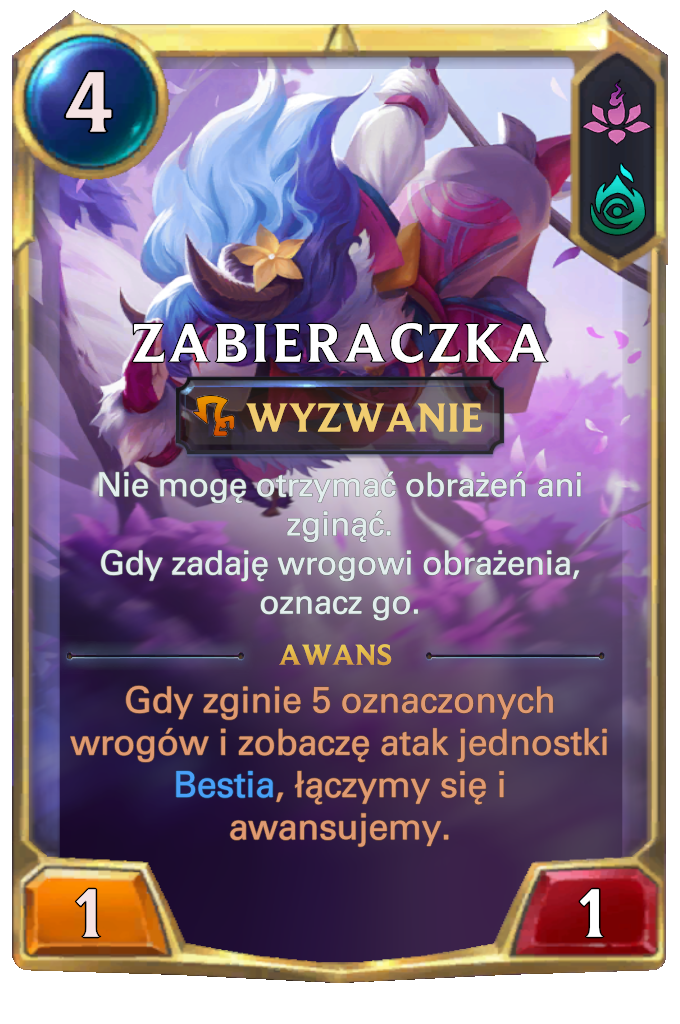 4
ZABIERACZKA
WYZWANIE
Nie mogę otrzymać obrażeń ani
zginąć.
Gdy zadaję wrogowi obrażenia,
oznacz go.
AWANS
Gdy zginie 5 oznaczonych
wrogów i zobaczę atak jednostki
Bestia, łączymy się i
awansujemy.
1
1